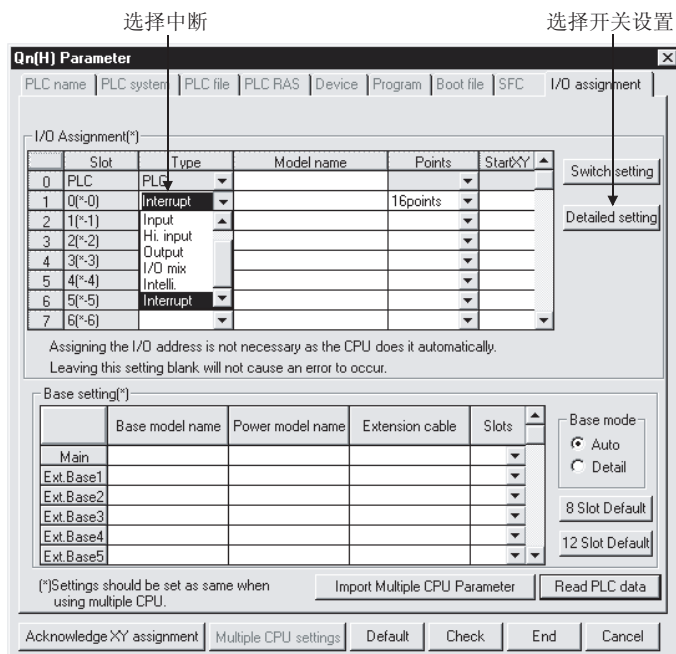 选择中断 选择开关设置
Qn(H) Parameter
PLC name PLC system PLC file PLC RAS Device Program Boot file SFC I/O assignment
I/O Assignment(*)
Slot Type Model name Points StartXY
0 PLC PLC
1 0(*-0) Interrupt 16points
2 1(*-1) Input
3 2(*-2) Hi. input
4 3(*-3) Output
I/O mix
5 4(*-4) Intelli.
6 5(*-5) Interrupt
7 6(*-6)
Switch setting
Detailed setting
Assigning the I/O address is not necessary as the CPU does it automatically.
Leaving this setting blank will not cause an error to occur.
Base setting(*)
Base model name Power model name Extension cable Slots
Main
Ext.Base1
Ext.Base2
Ext.Base3
Ext.Base4
Ext.Base5
Base mode
Auto
Detail
8 Slot Default
12 Slot Default
(*)Settings should be set as same when
using multiple CPU.
Import Multiple CPU Parameter Read PLC data
Acknowledge XY assignment Multiple CPU settings Default Check End Cancel